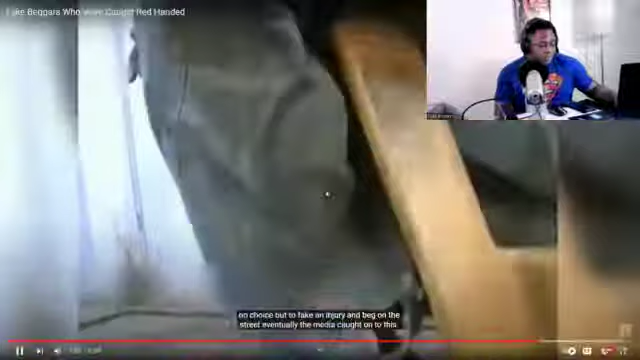 Fake Beggars Who Were Caught Red Handed
on choice but to fake an injury and beg on the
street eventually the media caught on to this